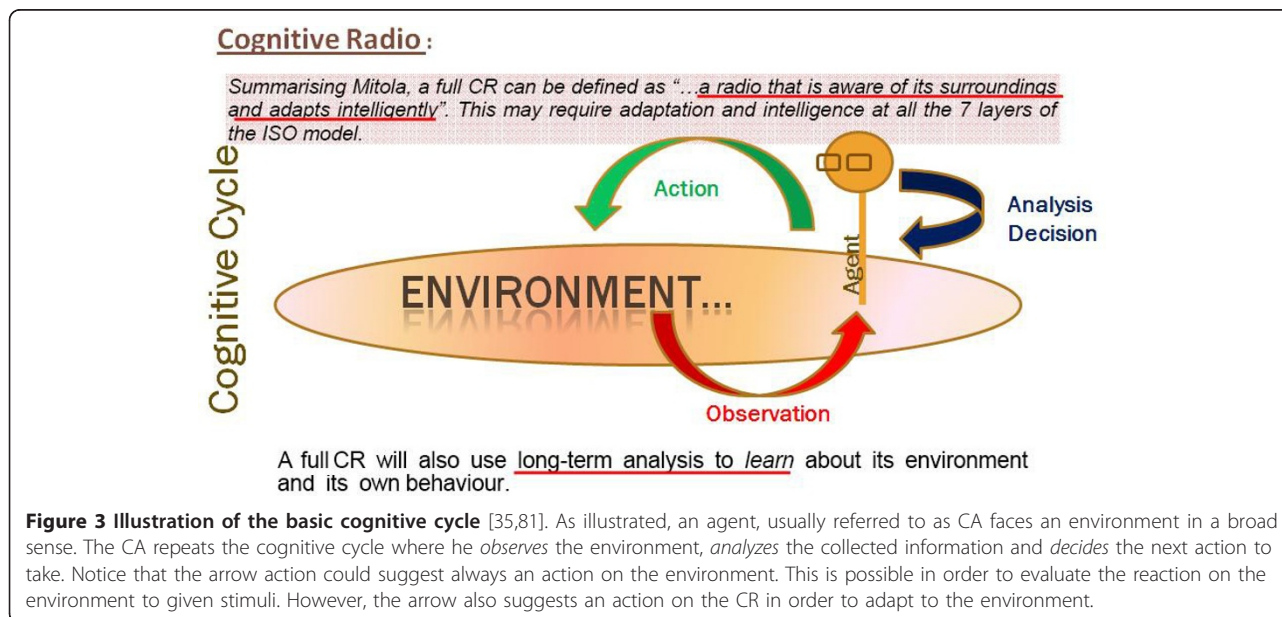 Cognitive Radio :
Summarising Mitola, a full CR can be defined as “…a radio that is aware of its surroundings
and adapts intelligently”. This may require adaptation and intelligence at all the 7 layers of
the ISO model.
Cognitive Cycle
Action
Analysis
Decision
Agent
ENVIRONMENT...
Observation
A full CR will also use long-term analysis to learn about its environment
and its own behaviour.
Figure 3 Illustration of the basic cognitive cycle [35,81]. As illustrated, an agent, usually referred to as CA faces an environment in a broad
sense. The CA repeats the cognitive cycle where he observes the environment, analyzes the collected information and decides the next action to
take. Notice that the arrow action could suggest always an action on the environment. This is possible in order to evaluate the reaction on the
environment to given stimuli. However, the arrow also suggests an action on the CR in order to adapt to the environment.